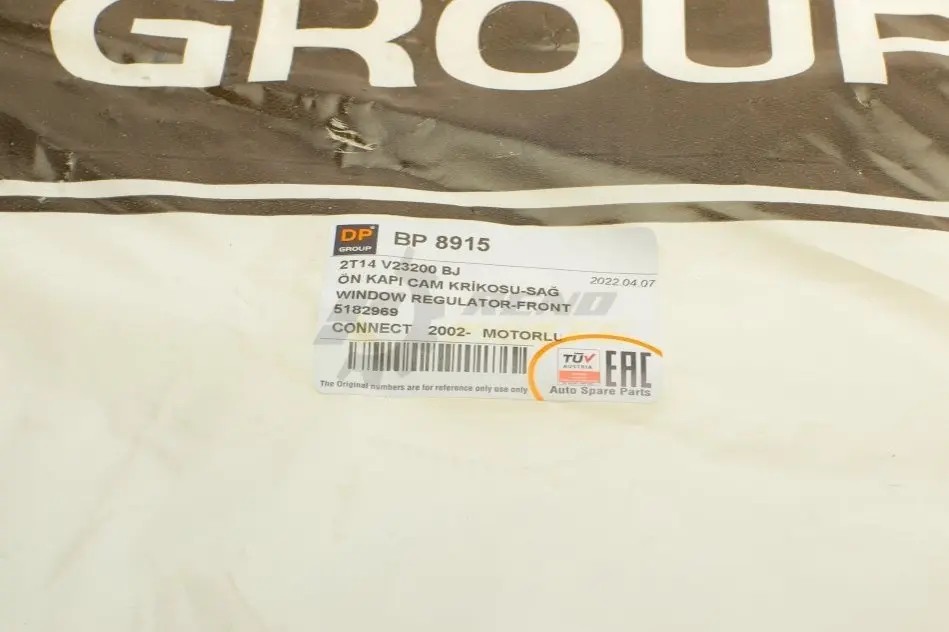 GROUP
DP
GROUP
BP 8915
2T14 V23200 BJ
2022.04.07
ÖN KAPI CAM KRİKOSU-SAĞ
WINDOW REGULATOR-FRONT
5182969
CONNECT 2002- MOTORLU
TÜV
AUSTRIA
EAC
The Original numbers are for reference only use only
Auto Spare Parts